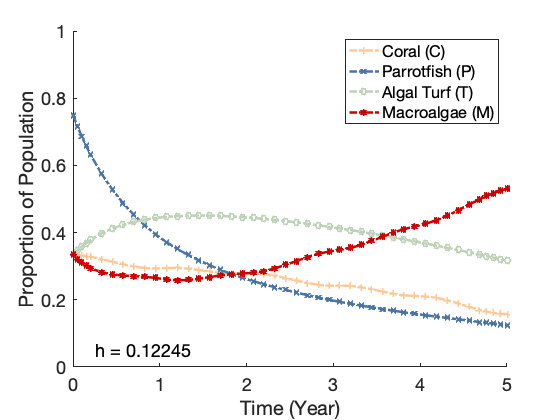 Coral (C)
Parrotfish (P)
Algal Turf (T)
Macroalgae (M)
Proportion of Population
1
0.8
0.6
0.4
0.2
0
h = 0.12245
0 1 2 3 4 5
Time (Year)